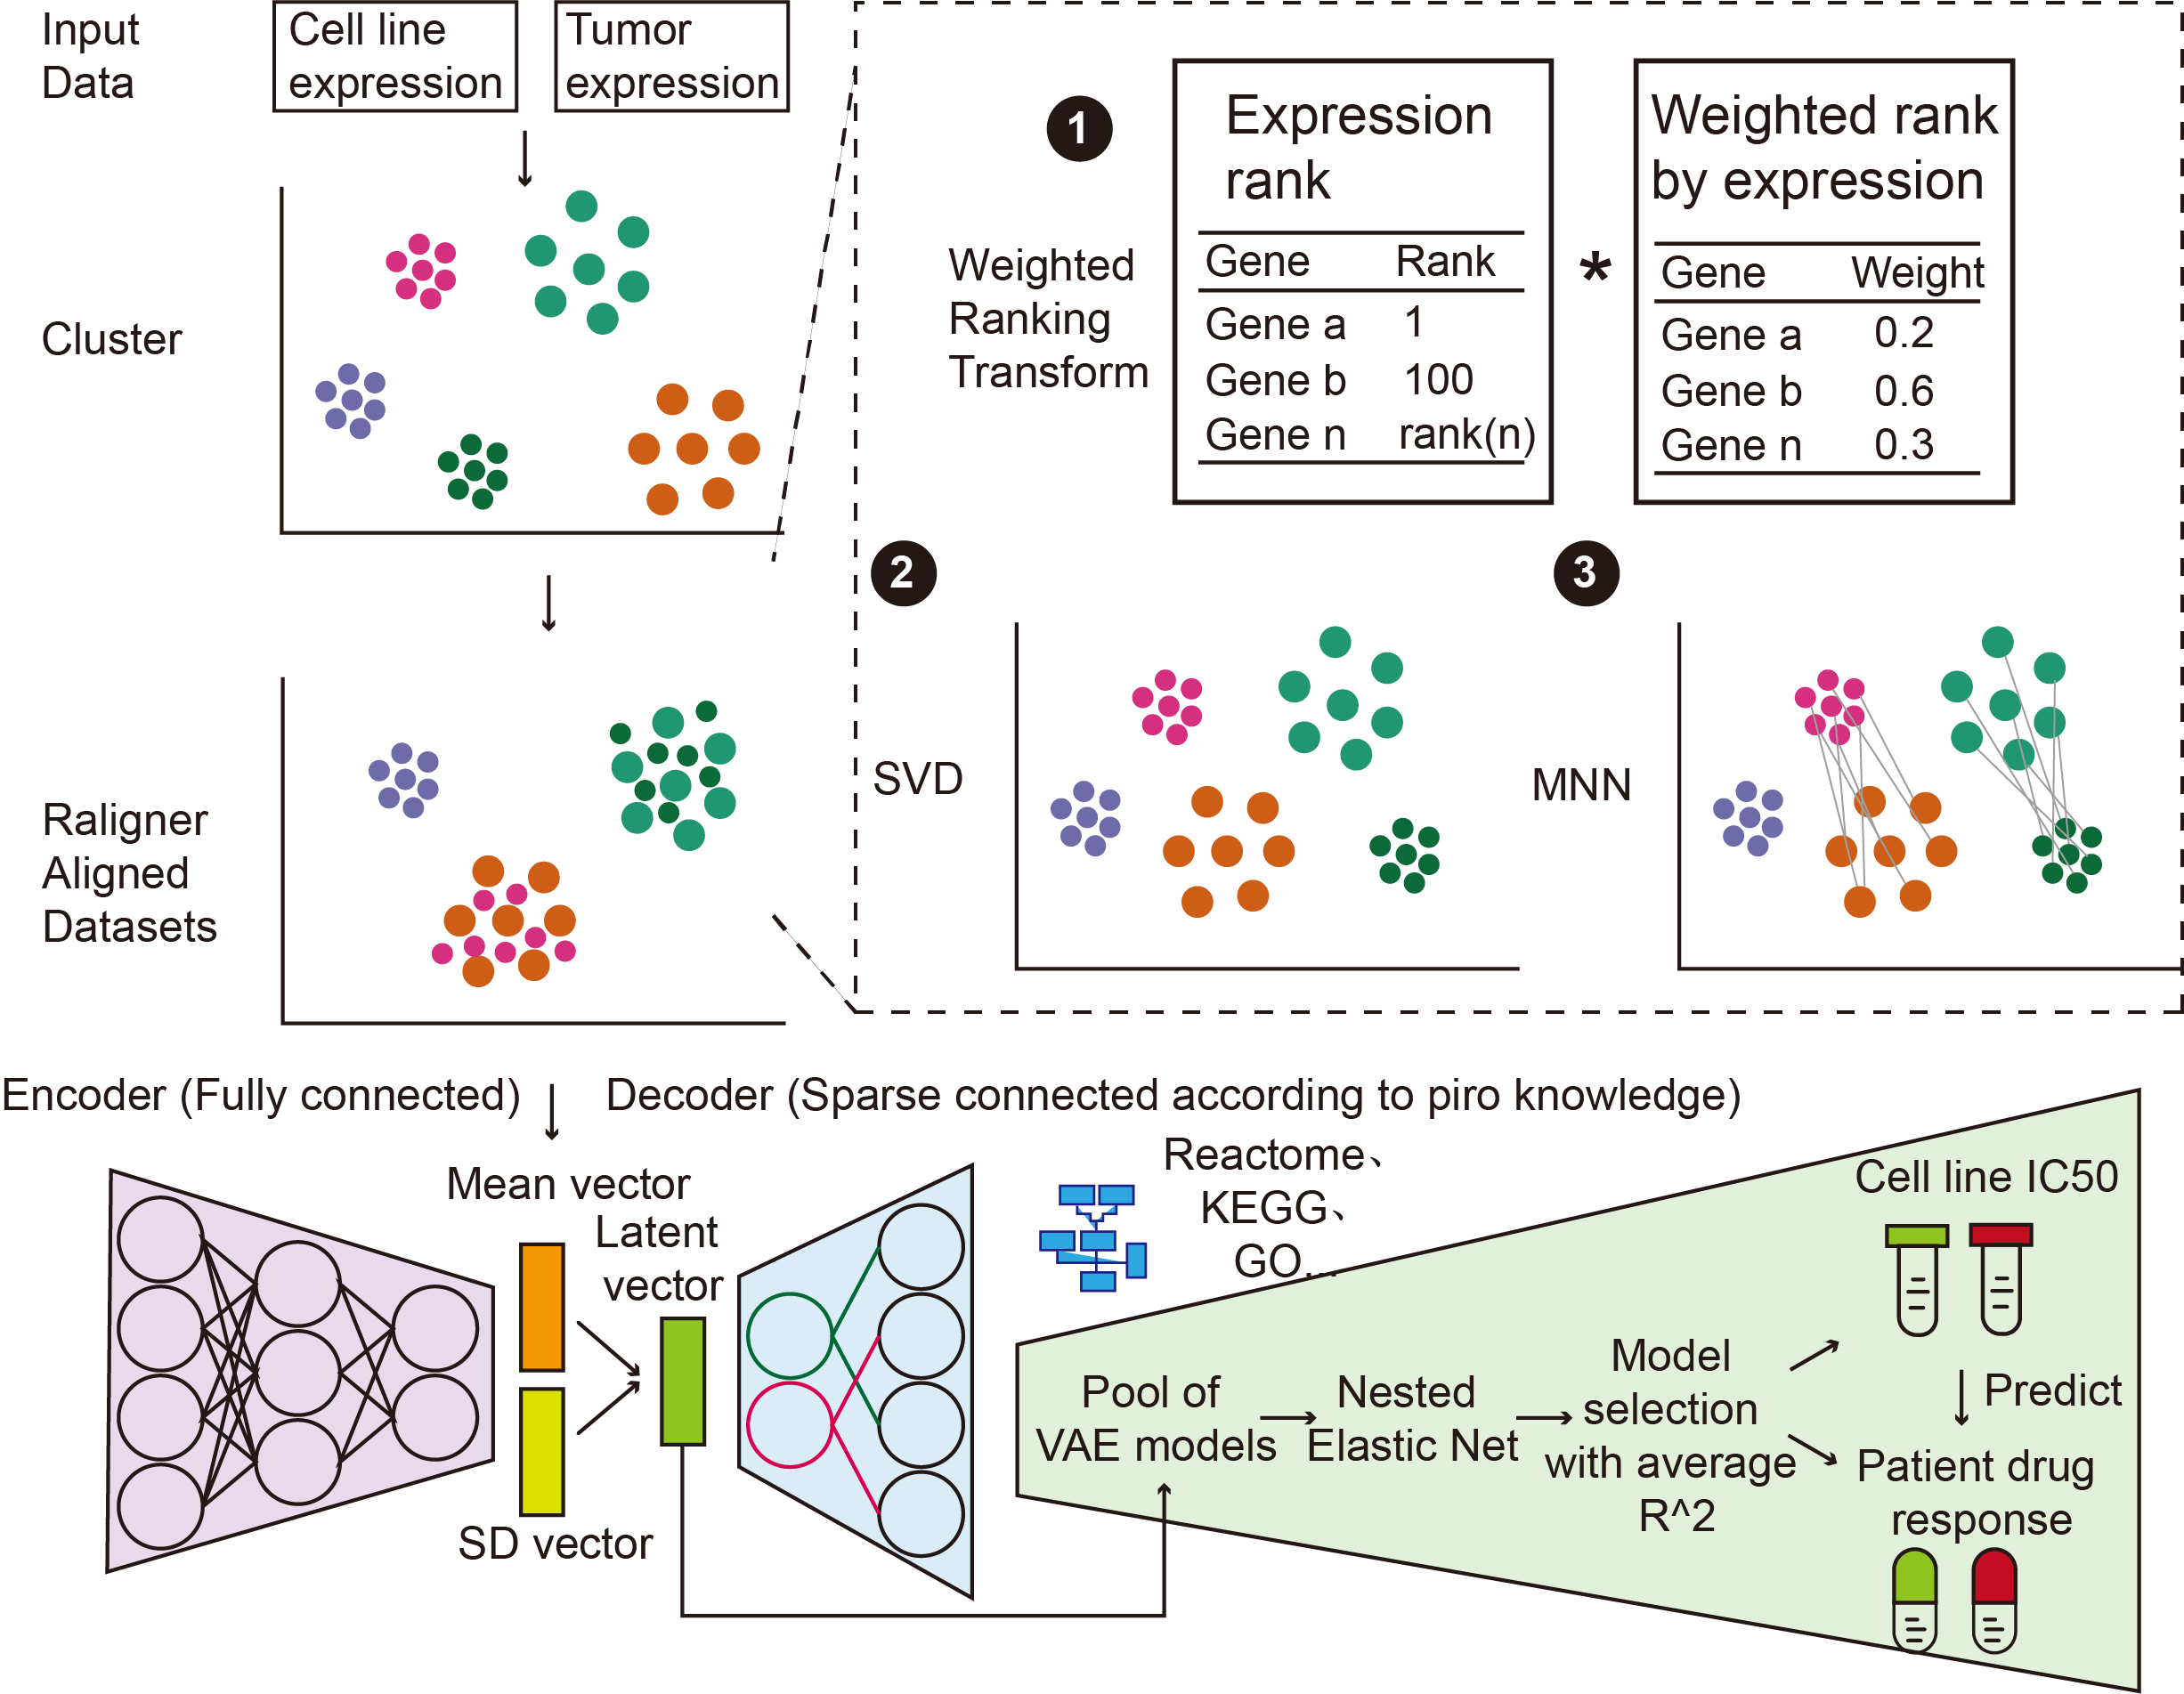 Input
Data
Cell line
expression
Tumor
expression
Cluster
Raligner
Aligned
Datasets
1
Weighted
Ranking
Transform
Expression
rank
Gene Rank
Gene a 1
Gene b 100
Gene n rank(n)
*
Weighted rank
by expression
Gene Weight
Gene a 0.2
Gene b 0.6
Gene n 0.3
2
SVD
3
MNN
Encoder (Fully connected)
Decoder (Sparse connected according to piro knowledge)
Mean vector
Latent
vector
SD vector
Reactome、
KEGG、
GO...
Pool of
VAE models
Nested
Elastic Net
Model
selection
with average
R^2
Cell line IC50
Predict
Patient drug
response